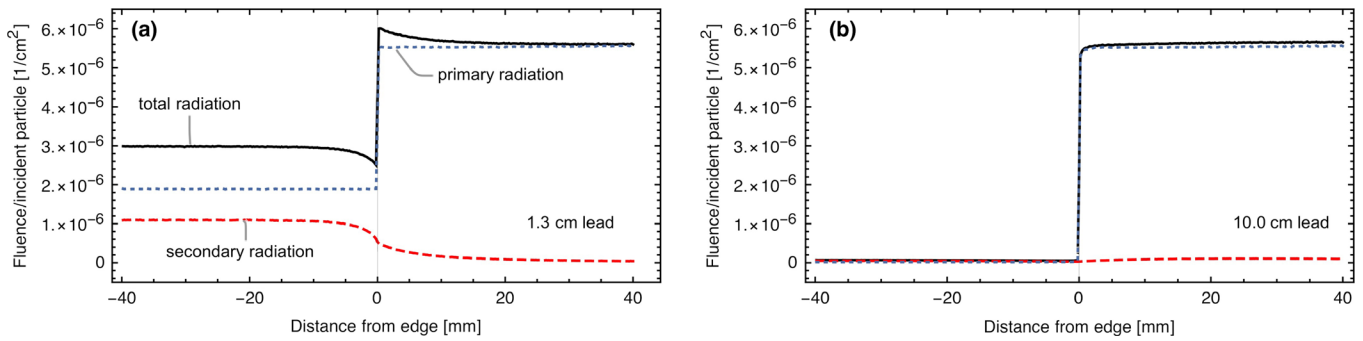 (a)
Fluence/incident particle [1/cm²]
6.×10⁻⁶
5.×10⁻⁶
4.×10⁻⁶
3.×10⁻⁶
2.×10⁻⁶
1.×10⁻⁶
0
primary radiation
total radiation
secondary radiation
1.3 cm lead
−40 −20 0 20 40
Distance from edge [mm]
(b)
Fluence/incident particle [1/cm²]
6.×10⁻⁶
5.×10⁻⁶
4.×10⁻⁶
3.×10⁻⁶
2.×10⁻⁶
1.×10⁻⁶
0
10.0 cm lead
−40 −20 0 20 40
Distance from edge [mm]